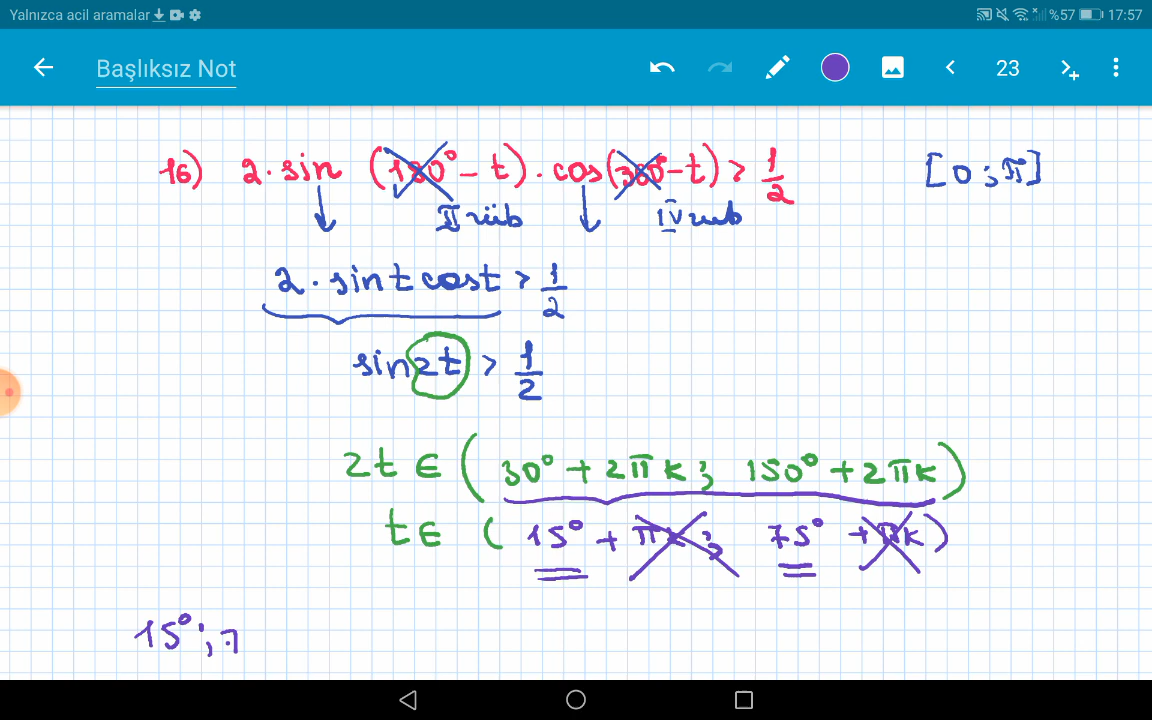 Yalnızca acil aramalar %57 17:57
Başlıksız Not 23
16) 2·sin (180° - t)·cos(360° - t) > 1/2 [0;π]
II rüb IV rub
2·sint cost > 1/2
sin2t > 1/2
2t ∈ (30° + 2πk; 150° + 2πk)
t ∈ (15° + πk; 75° + πk)
15°; 7